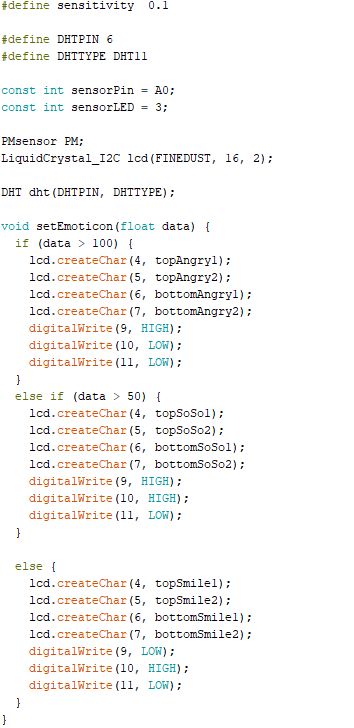 #define sensitivity  0.1
#define DHTPIN 6
#define DHTTYPE DHT11
const int sensorPin = A0;
const int sensorLED = 3;
PMsensor PM;
LiquidCrystal_I2C lcd(FINEDUST, 16, 2);
DHT dht(DHTPIN, DHTTYPE);
void setEmoticon(float data) {
  if (data > 100) {
    lcd.createChar(4, topAngry1);
    lcd.createChar(5, topAngry2);
    lcd.createChar(6, bottomAngry1);
    lcd.createChar(7, bottomAngry2);
    digitalWrite(9, HIGH);
    digitalWrite(10, LOW);
    digitalWrite(11, LOW);
  }
  else if (data > 50) {
    lcd.createChar(4, topSoSo1);
    lcd.createChar(5, topSoSo2);
    lcd.createChar(6, bottomSoSo1);
    lcd.createChar(7, bottomSoSo2);
    digitalWrite(9, HIGH);
    digitalWrite(10, HIGH);
    digitalWrite(11, LOW);
  }
  else {
    lcd.createChar(4, topSmile1);
    lcd.createChar(5, topSmile2);
    lcd.createChar(6, bottomSmile1);
    lcd.createChar(7, bottomSmile2);
    digitalWrite(9, LOW);
    digitalWrite(10, HIGH);
    digitalWrite(11, LOW);
  }
}